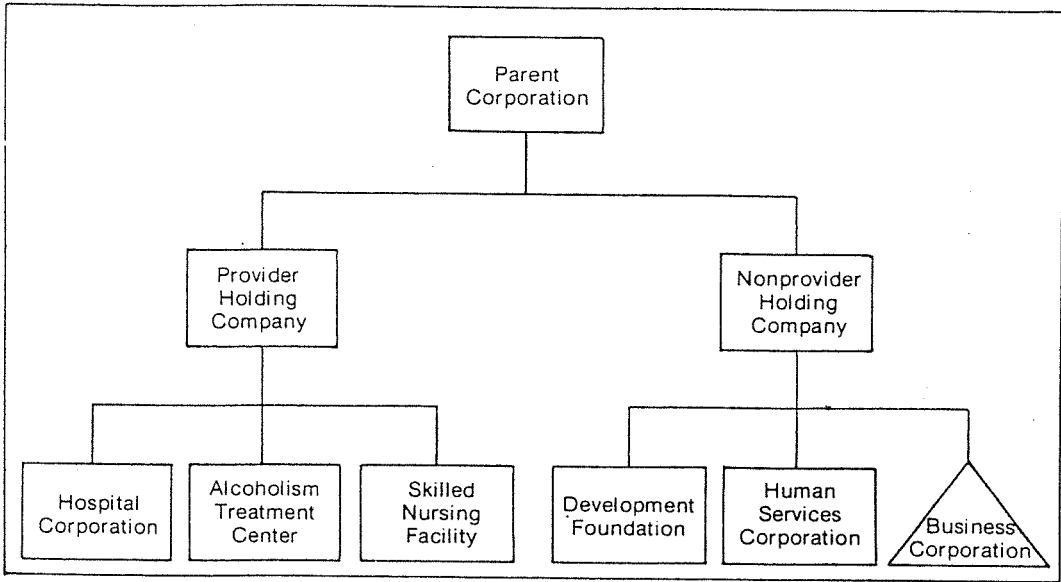 Parent
Corporation
Provider
Holding
Company
Nonprovider
Holding
Company
Hospital
Corporation
Alcoholism
Treatment
Center
Skilled
Nursing
Facility
Development
Foundation
Human
Services
Corporation
Business
Corporation